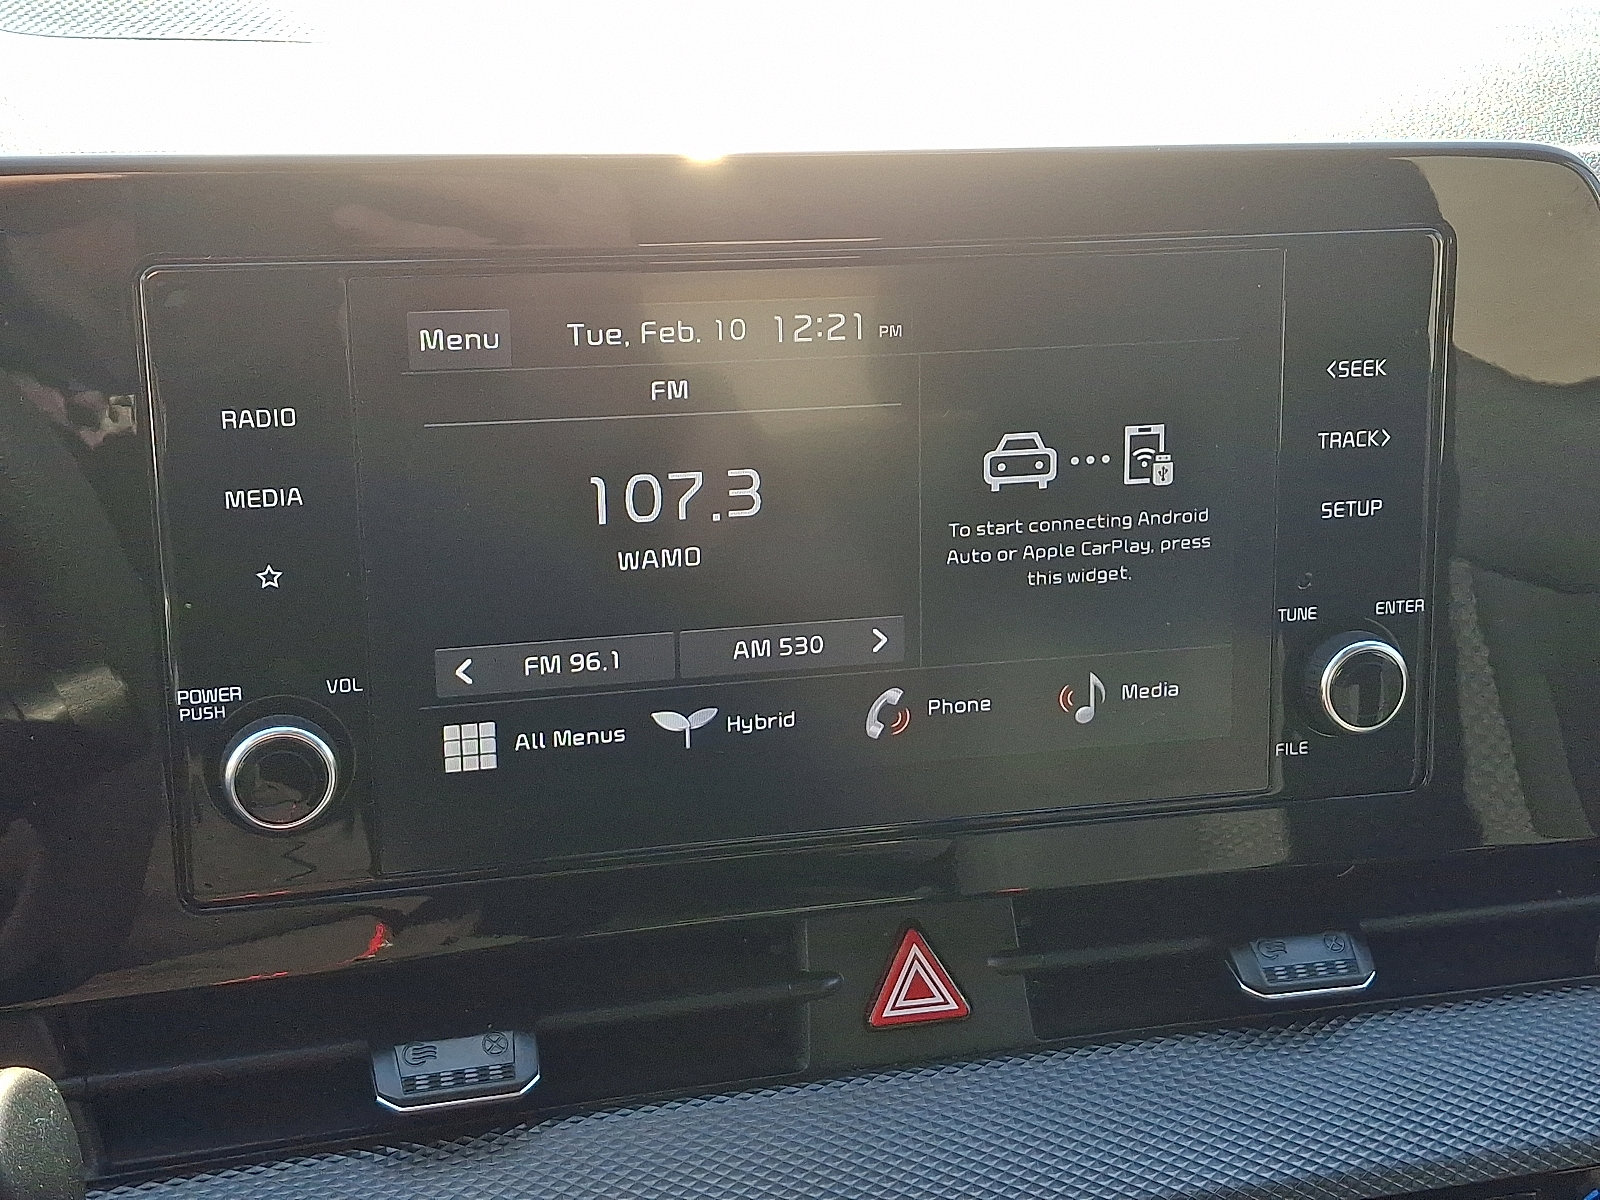 Menu
Tue, Feb. 10 12:21 PM
FM
107.3
WAMO
FM 96.1
AM 530
To start connecting Android
Auto or Apple CarPlay, press
this widget.
All Menus
Hybrid
Phone
Media
RADIO
MEDIA
POWER
PUSH
VOL
<SEEK
TRACK>
SETUP
TUNE
ENTER
FILE